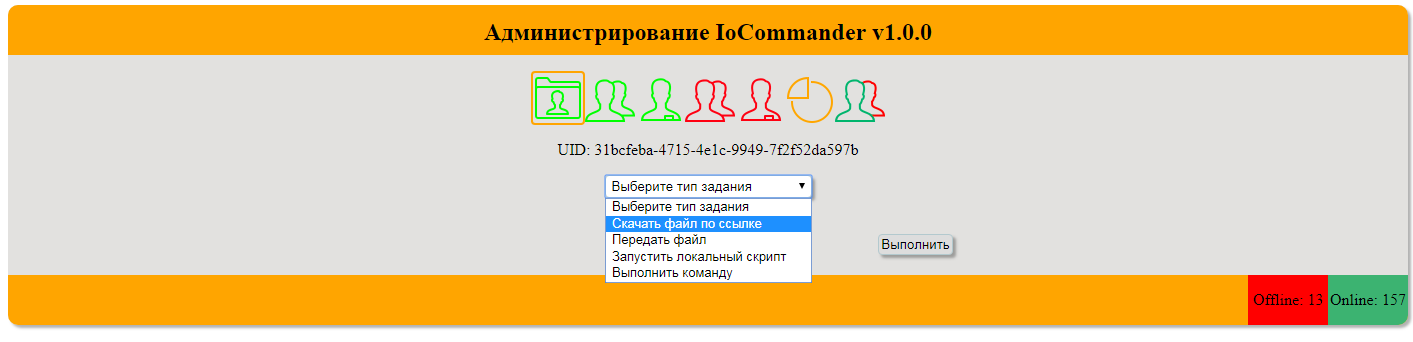 Администрирование IoCommander v1.0.0
UID: 31bcfeba-4715-4e1c-9949-7f2f52da597b
Выберите тип задания
Выберите тип задания
Скачать файл по ссылке
Передать файл
Выполнить
Запустить локальный скрипт
Выполнить команду
Offline: 13 Online: 157